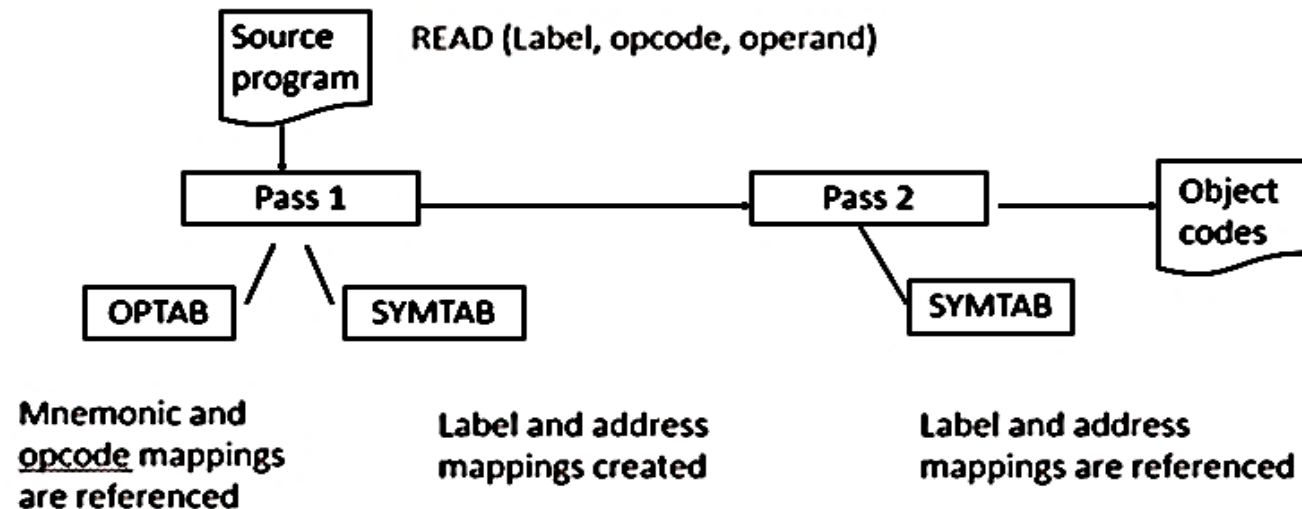 Source
program
READ (Label, opcode, operand)
Pass 1
Pass 2
Object
codes
OPTAB
SYMTAB
SYMTAB
Mnemonic and
opcode mappings
are referenced
Label and address
mappings created
Label and address
mappings are referenced